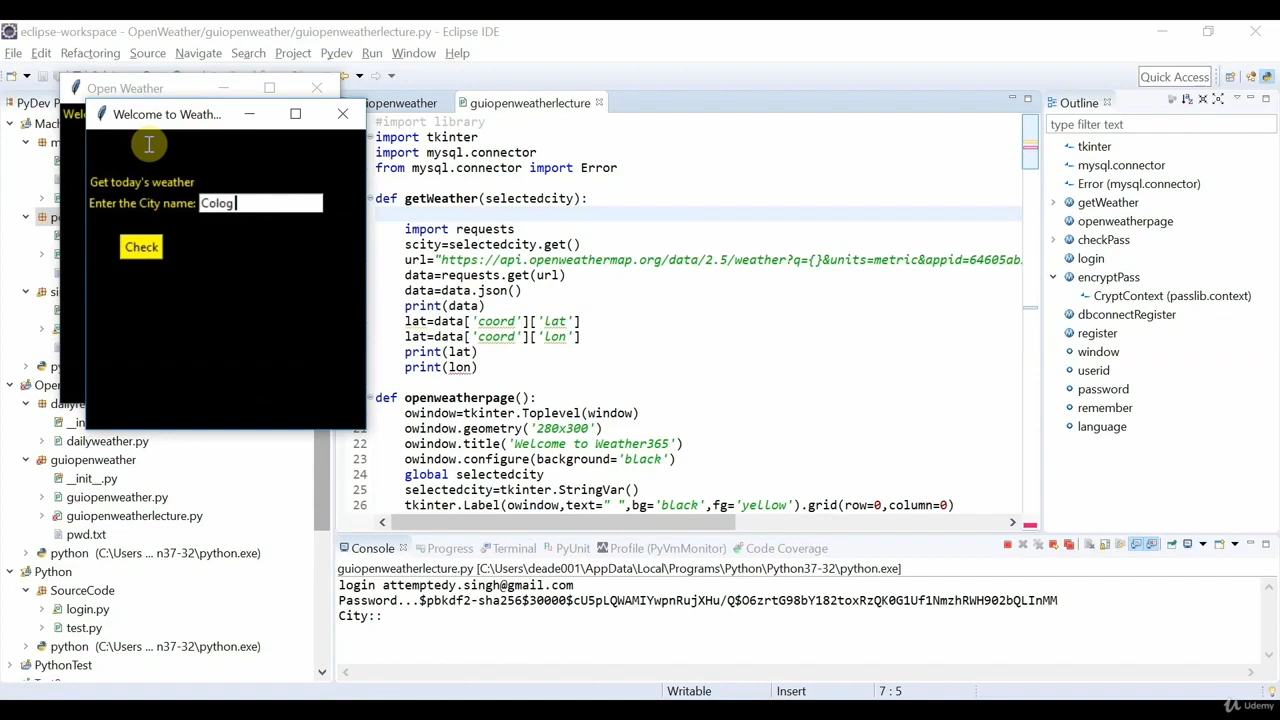 eclipse-workspace - OpenWeather/guiopenweather/guiopenweatherlecture.py - Eclipse IDE
File Edit Refactoring Navigate Search Project Pydev Run Window Help
Quick Access
Open Weather
Welcome to Weath...
Get today's weather
Enter the City name: Colog
Check
PyDev P
Mach
Open
dailyweather.py
guiopenweather
__init__.py
guiopenweather.py
guiopenweatherlecture.py
pwd.txt
python (C:\Users ... n37-32\python.exe)
Python
SourceCode
login.py
test.py
python (C:\Users ... n37-32\python.exe)
PythonTest
guiopenweatherlecture
#import library
import tkinter
import mysql.connector
from mysql.connector import Error
def getWeather(selectedcity):
import requests
scity=selectedcity.get()
url="https://api.openweathermap.org/data/2.5/weather?q={}&units=metric&appid=64605ab
data=requests.get(url)
data=data.json()
print(data)
lat=data['coord']['lat']
lat=data['coord']['lon']
print(lat)
print(lon)
def openweatherpage():
owindow=tkinter.Toplevel(window)
22 owindow.geometry('280x300')
owindow.title('Welcome to Weather365')
23 owindow.configure(background='black')
24 global selectedcity
25 selectedcity=tkinter.StringVar()
26 tkinter.Label(owindow,text=" ",bg='black',fg='yellow').grid(row=0,column=0)
Outline
type filter text
tkinter
mysql.connector
Error (mysql.connector)
getWeather
openweatherpage
checkPass
login
encryptPass
CryptContext (passlib.context)
dbconnectRegister
register
window
userid
password
remember
language
Console Progress Terminal PyUnit Profile (PyVmMonitor) Code Coverage
guiopenweatherlecture.py [C:\Users\deade001\AppData\Local\Programs\Python\Python37-32\python.exe]
login attemptedy.singh@gmail.com
Password...$pbkdf2-sha256$30000$cU5pLQWAMIYwpnRujXHu/Q$O6zrtG98bY182toxRzQK0G1Uf1NmzhRWH902bQLInMM
City::
Writable Insert 7 : 5
Udemy